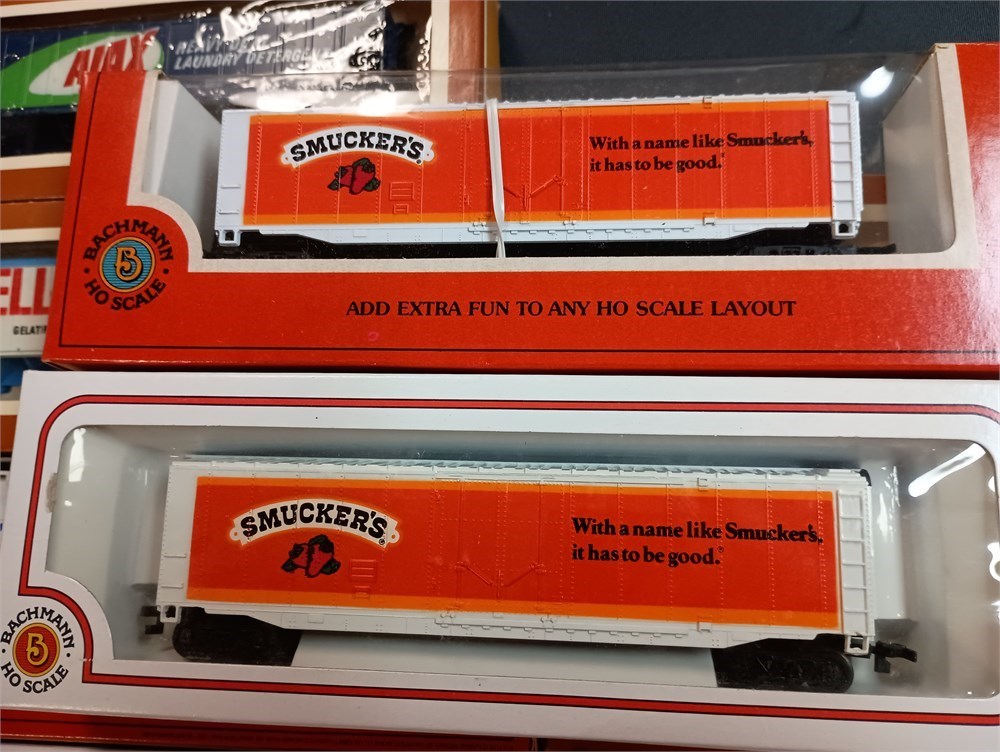 AJAX
HEAVY DUTY
LAUNDRY DETERGENT
SMUCKER'S
With a name like Smucker's,
it has to be good.
BACHMANN
B
HO SCALE
ELL
GELATIN
ADD EXTRA FUN TO ANY HO SCALE LAYOUT
SMUCKER'S®
With a name like Smucker's,
it has to be good.®
BACHMANN
B
HO SCALE